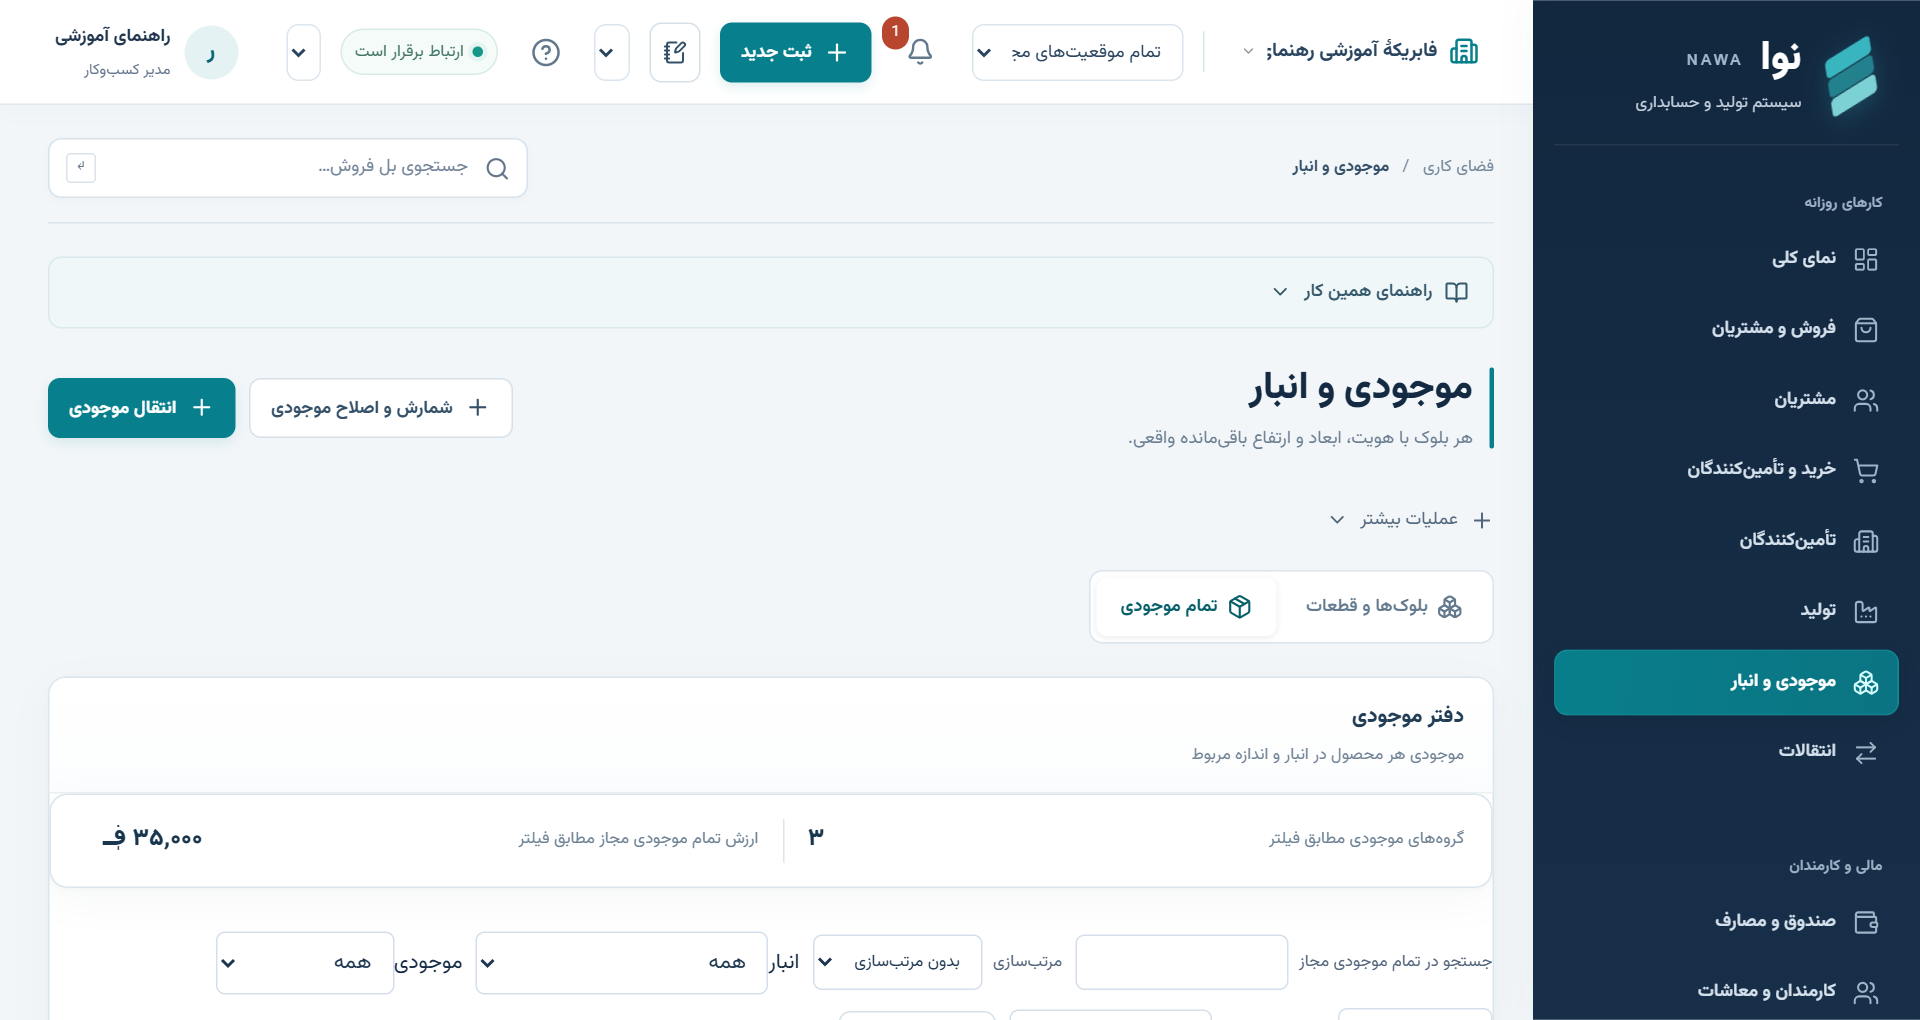 نوا NAWA
سیستم تولید و حسابداری
کارهای روزانه
نمای کلی
فروش و مشتریان
مشتریان
خرید و تأمین‌کنندگان
تأمین‌کنندگان
تولید
موجودی و انبار
انتقالات
مالی و کارمندان
صندوق و مصارف
کارمندان و معاشات
فابریکهٔ آموزشی رهنما
تمام موقعیت‌های مج
1
ثبت جدید
ارتباط برقرار است
ر
راهنمای آموزشی
مدیر کسب‌وکار
فضای کاری / موجودی و انبار
جستجوی بل فروش...
راهنمای همین کار
موجودی و انبار
هر بلوک با هویت، ابعاد و ارتفاع باقی‌مانده واقعی.
شمارش و اصلاح موجودی
انتقال موجودی
عملیات بیشتر
بلوک‌ها و قطعات
تمام موجودی
دفتر موجودی
موجودی هر محصول در انبار و اندازه مربوط
گروه‌های موجودی مطابق فیلتر
۳
ارزش تمام موجودی مجاز مطابق فیلتر
۳۵,۰۰۰ ؋
جستجو در تمام موجودی مجاز
مرتب‌سازی
بدون مرتب‌سازی
انبار
همه
موجودی
همه